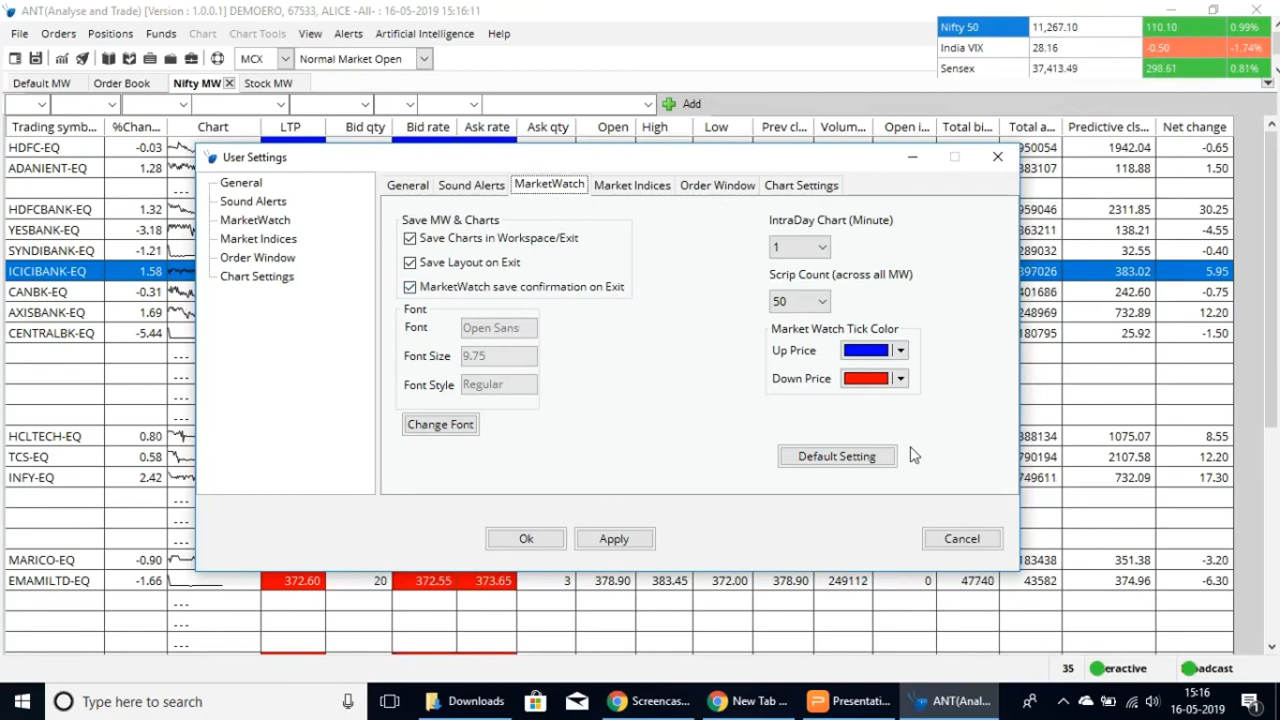 ANT(Analyse and Trade) [Version : 1.0.0.1] DEMOERO, 67533, ALICE -All- : 16-05-2019 15:16:11
File Orders Positions Funds Chart Chart Tools View Alerts Artificial Intelligence Help
Nifty 50 11,267.10 110.10 0.99%
India VIX 28.16 -0.50 -1.74%
Sensex 37,413.49 298.61 0.81%
MCX Normal Market Open
Default MW Order Book Nifty MW Stock MW
Add
Trading symb... %Chan... Chart LTP Bid qty Bid rate Ask rate Ask qty Open High Low Prev cl... Volum... Open i... Total bi... Total a... Predictive cls... Net change
HDFC-EQ -0.03 950054 1942.04 -0.65
ADANIENT-EQ 1.28 383107 118.88 1.50
---
HDFCBANK-EQ 1.32 959046 2311.85 30.25
YESBANK-EQ -3.18 363211 138.21 -4.55
SYNDIBANK-EQ -1.21 289032 32.55 -0.40
ICICIBANK-EQ 1.58 397026 383.02 5.95
CANBK-EQ -0.31 401686 242.60 -0.75
AXISBANK-EQ 1.69 248969 732.89 12.20
CENTRALBK-EQ -5.44 180795 25.92 -1.50
---
---
---
---
HCLTECH-EQ 0.80 388134 1075.07 8.55
TCS-EQ 0.58 790194 2107.58 12.20
INFY-EQ 2.42 749611 732.09 17.30
---
---
---
MARICO-EQ -0.90 183438 351.38 -3.20
EMAMILTD-EQ -1.66 372.60 20 372.55 373.65 3 378.90 383.45 372.00 378.90 249112 0 47740 43582 374.96 -6.30
---
---
User Settings
General
Sound Alerts
MarketWatch
Market Indices
Order Window
Chart Settings
General Sound Alerts MarketWatch Market Indices Order Window Chart Settings
Save MW & Charts
Save Charts in Workspace/Exit
Save Layout on Exit
MarketWatch save confirmation on Exit
Font
Font Open Sans
Font Size 9.75
Font Style Regular
Change Font
IntraDay Chart (Minute)
1
Scrip Count (across all MW)
50
Market Watch Tick Color
Up Price
Down Price
Default Setting
Ok Apply Cancel
35 eractive adcast
Type here to search Downloads Screencas... New Tab ... Presentati... ANT(Anal...
15:16
16-05-2019
1